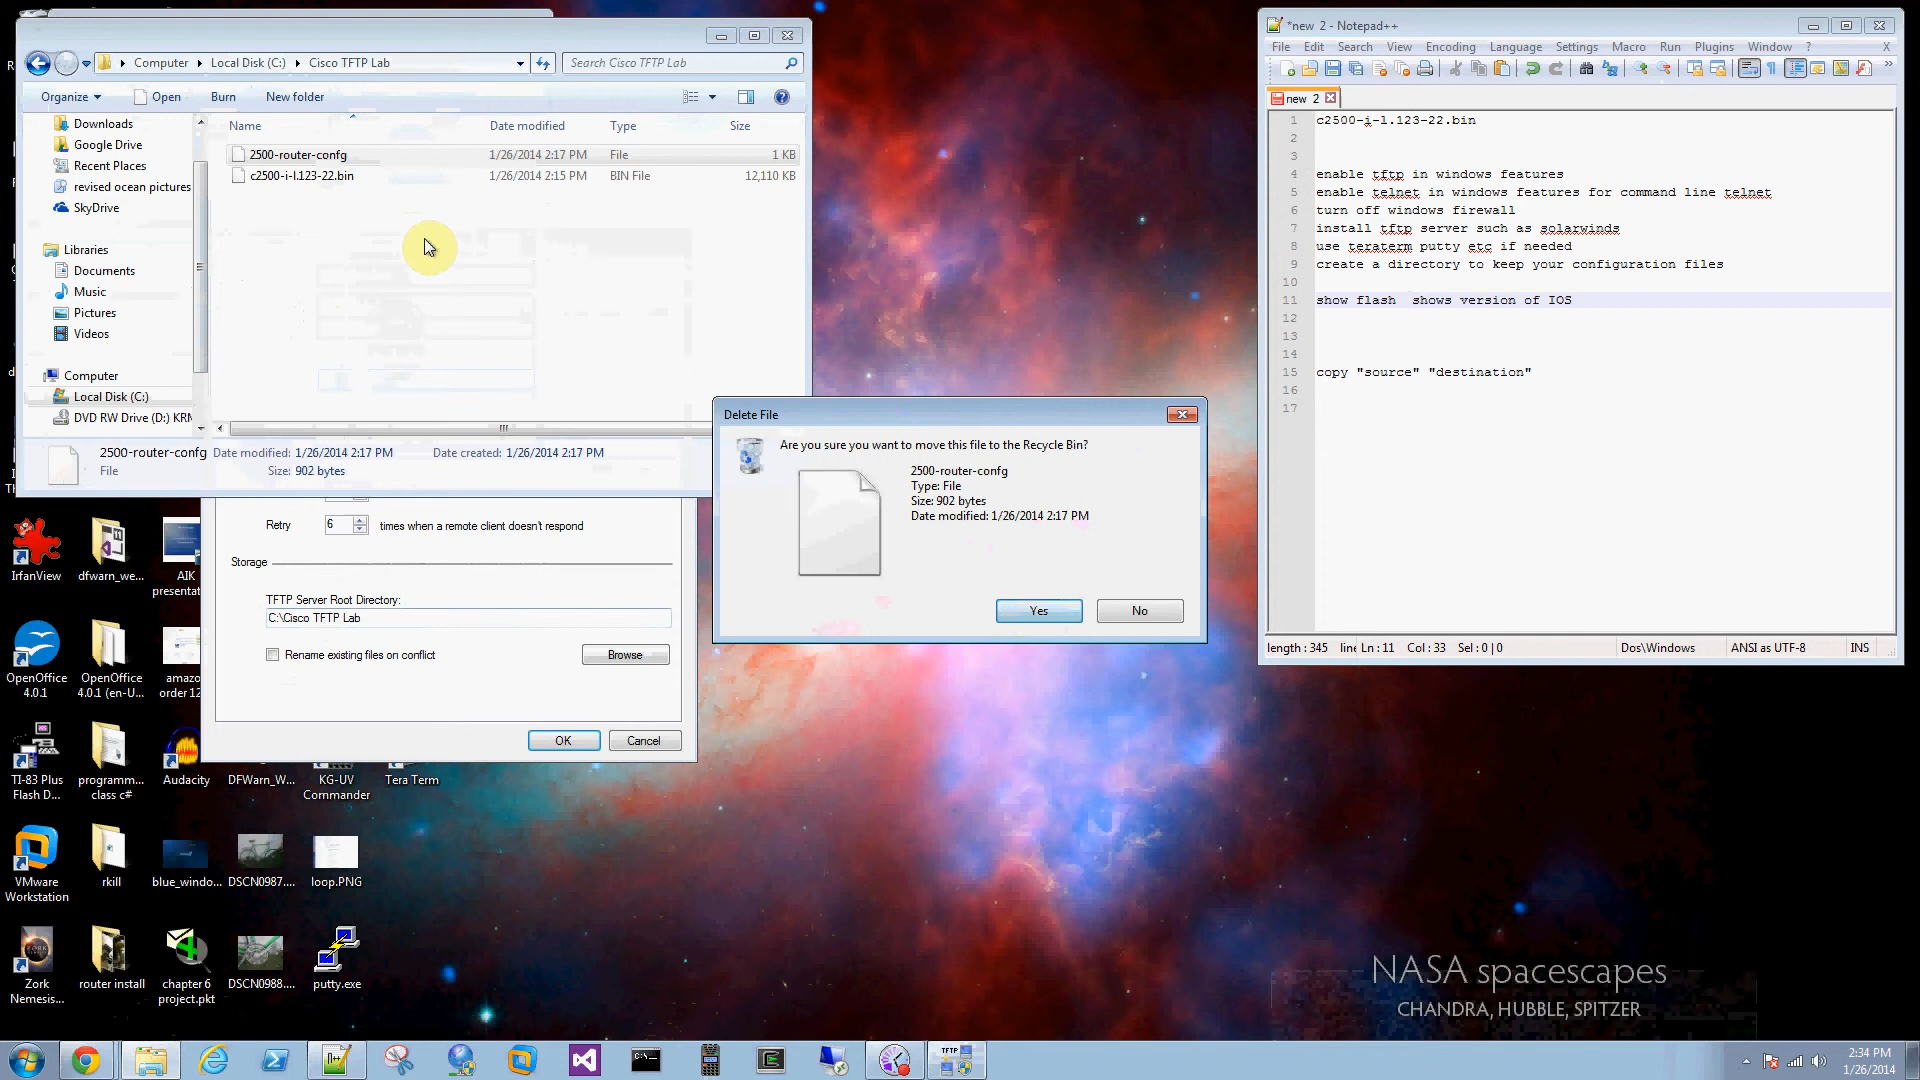 Computer Local Disk (C:) Cisco TFTP Lab
Search Cisco TFTP Lab
Organize Open Burn New folder
Name Date modified Type Size
2500-router-confg 1/26/2014 2:17 PM File 1 KB
c2500-i-l.123-22.bin 1/26/2014 2:15 PM BIN File 12,110 KB
Downloads
Google Drive
Recent Places
revised ocean pictures
SkyDrive
Libraries
Documents
Music
Pictures
Videos
Computer
Local Disk (C:)
DVD RW Drive (D:) KRM
2500-router-confg Date modified: 1/26/2014 2:17 PM Date created: 1/26/2014 2:17 PM
File Size: 902 bytes
Retry 6 times when a remote client doesn't respond
Storage
TFTP Server Root Directory:
C:\Cisco TFTP Lab
Rename existing files on conflict Browse
OK Cancel
Delete File
Are you sure you want to move this file to the Recycle Bin?
2500-router-confg
Type: File
Size: 902 bytes
Date modified: 1/26/2014 2:17 PM
Yes No
*new 2 - Notepad++
File Edit Search View Encoding Language Settings Macro Run Plugins Window ? X
new 2
1 c2500-i-l.123-22.bin
2
3
4 enable tftp in windows features
5 enable telnet in windows features for command line telnet
6 turn off windows firewall
7 install tftp server such as solarwinds
8 use teraterm putty etc if needed
9 create a directory to keep your configuration files
10
11 show flash shows version of IOS
12
13
14
15 copy "source" "destination"
16
17
length : 345 line Ln : 11 Col : 33 Sel : 0 | 0 Dos\Windows ANSI as UTF-8 INS
IrfanView
dfwarn_we...
AIK presentat
OpenOffice 4.0.1
OpenOffice 4.0.1 (en-U...
amazo order 12
TI-83 Plus Flash D...
programm... class c#
Audacity
DFWarn_W...
KG-UV Commander
Tera Term
VMware Workstation
rkill
blue_windo...
DSCN0987....
loop.PNG
Zork Nemesis...
router install
chapter 6 project.pkt
DSCN0988....
putty.exe
NASA spacescapes
CHANDRA, HUBBLE, SPITZER
C:\
TFTP
2:34 PM
1/26/2014